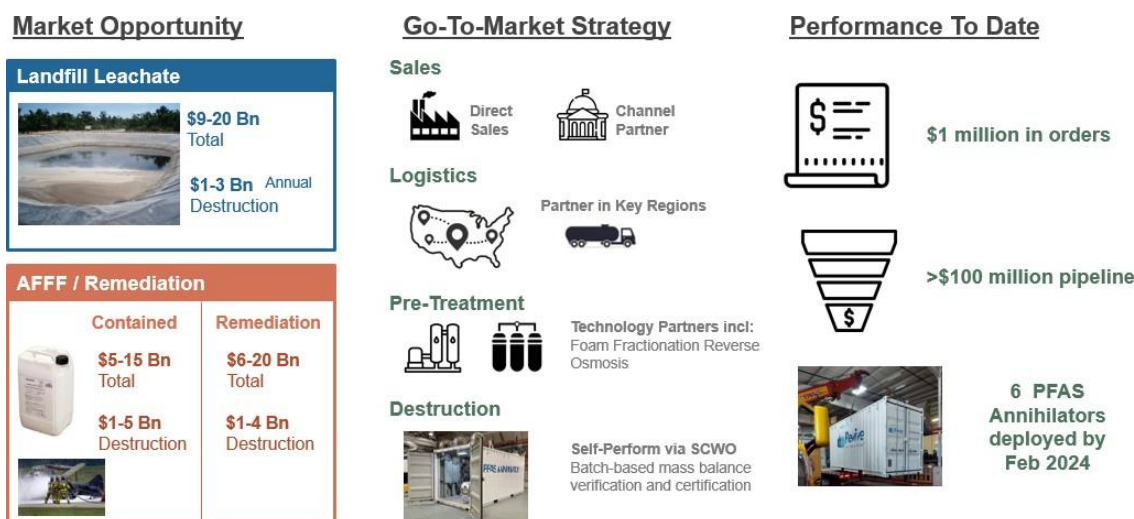 Market Opportunity
Landfill Leachate
$9-20 Bn
Total
$1-3 Bn Annual
Destruction
AFFF / Remediation
Contained
$5-15 Bn
Total
$1-5 Bn
Destruction
Remediation
$6-20 Bn
Total
$1-4 Bn
Destruction
Go-To-Market Strategy
Sales
Direct
Sales
Channel
Partner
Logistics
Partner in Key Regions
Pre-Treatment
Technology Partners incl:
Foam Fractionation Reverse
Osmosis
Destruction
Self-Perform via SCWO
Batch-based mass balance
verification and certification
Performance To Date
$
$1 million in orders
$
>$100 million pipeline
Revive
6 PFAS
Annihilators
deployed by
Feb 2024